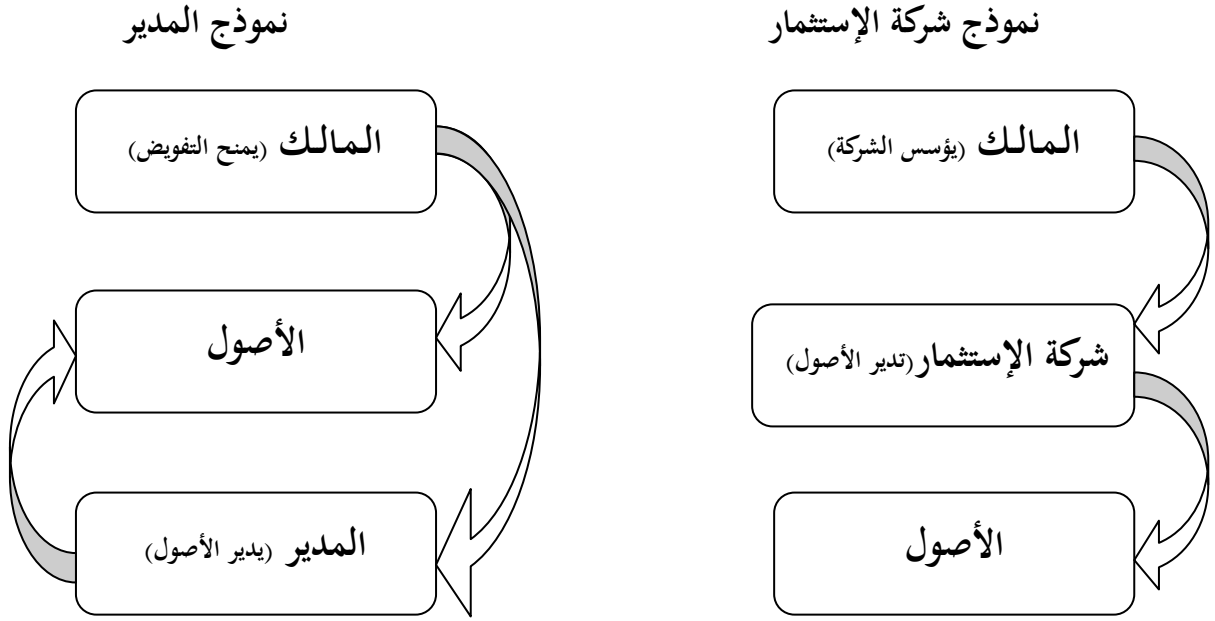 نموذج شركة الإستثمار
المالك (يؤسس الشركة)
شركة الإستثمار (تدير الأصول)
الأصول
نموذج المدير
المالك (يمنح التفويض)
الأصول
المدير (يدير الأصول)